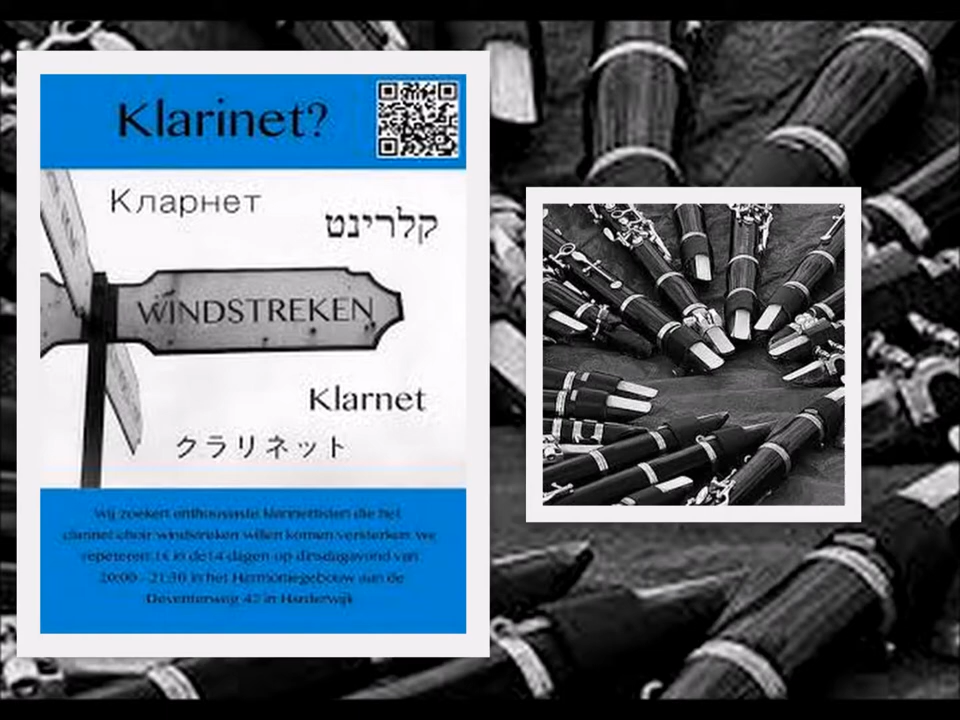 Klarinet?
Кларнет
קלרינט
WINDSTREKEN
Klarnet
クラリネット
Wij zoeken enthousiaste klarinettisten die het
clarinet choir windstreken willen komen versterken. We
repeteren 1x in de 14 dagen op dinsdagavond van
20:00 - 21:30 in het Harmoniegebouw aan de
Deventerweg 42 in Harderwijk